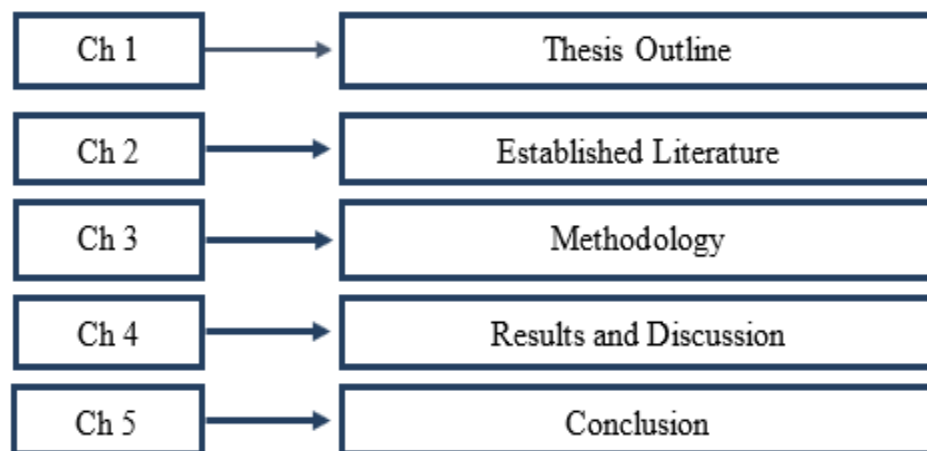 Ch 1 Thesis Outline
Ch 2 Established Literature
Ch 3 Methodology
Ch 4 Results and Discussion
Ch 5 Conclusion